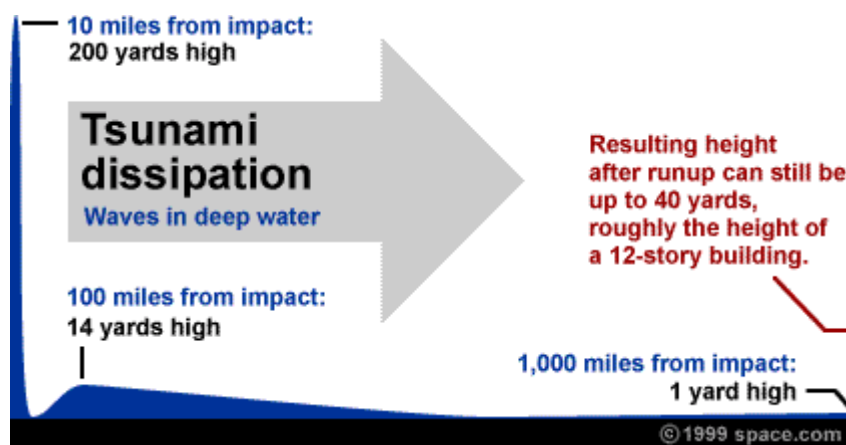 10 miles from impact:
200 yards high
Tsunami
dissipation
Waves in deep water
Resulting height
after runup can still be
up to 40 yards,
roughly the height of
a 12-story building.
100 miles from impact:
14 yards high
1,000 miles from impact:
1 yard high
©1999 space.com